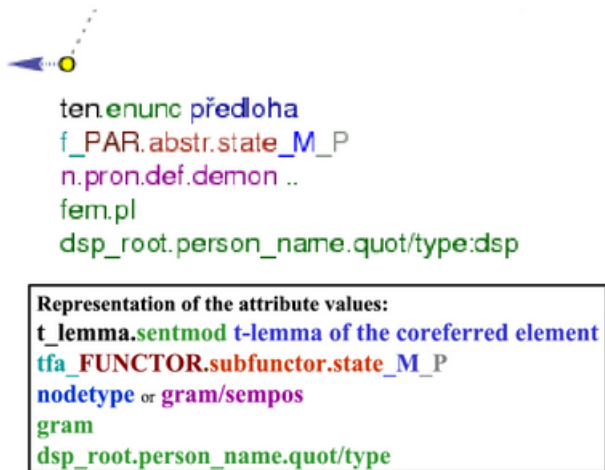 ten.enunc předloha
f_PAR.abstr.state_M_P
n.pron.def.demon ..
fem.pl
dsp_root.person_name.quot/type:dsp
Representation of the attribute values:
t_lemma.sentmod t-lemma of the coreferred element
tfa_FUNCTOR.subfunctor.state_M_P
nodetype or gram/sempos
gram
dsp_root.person_name.quot/type